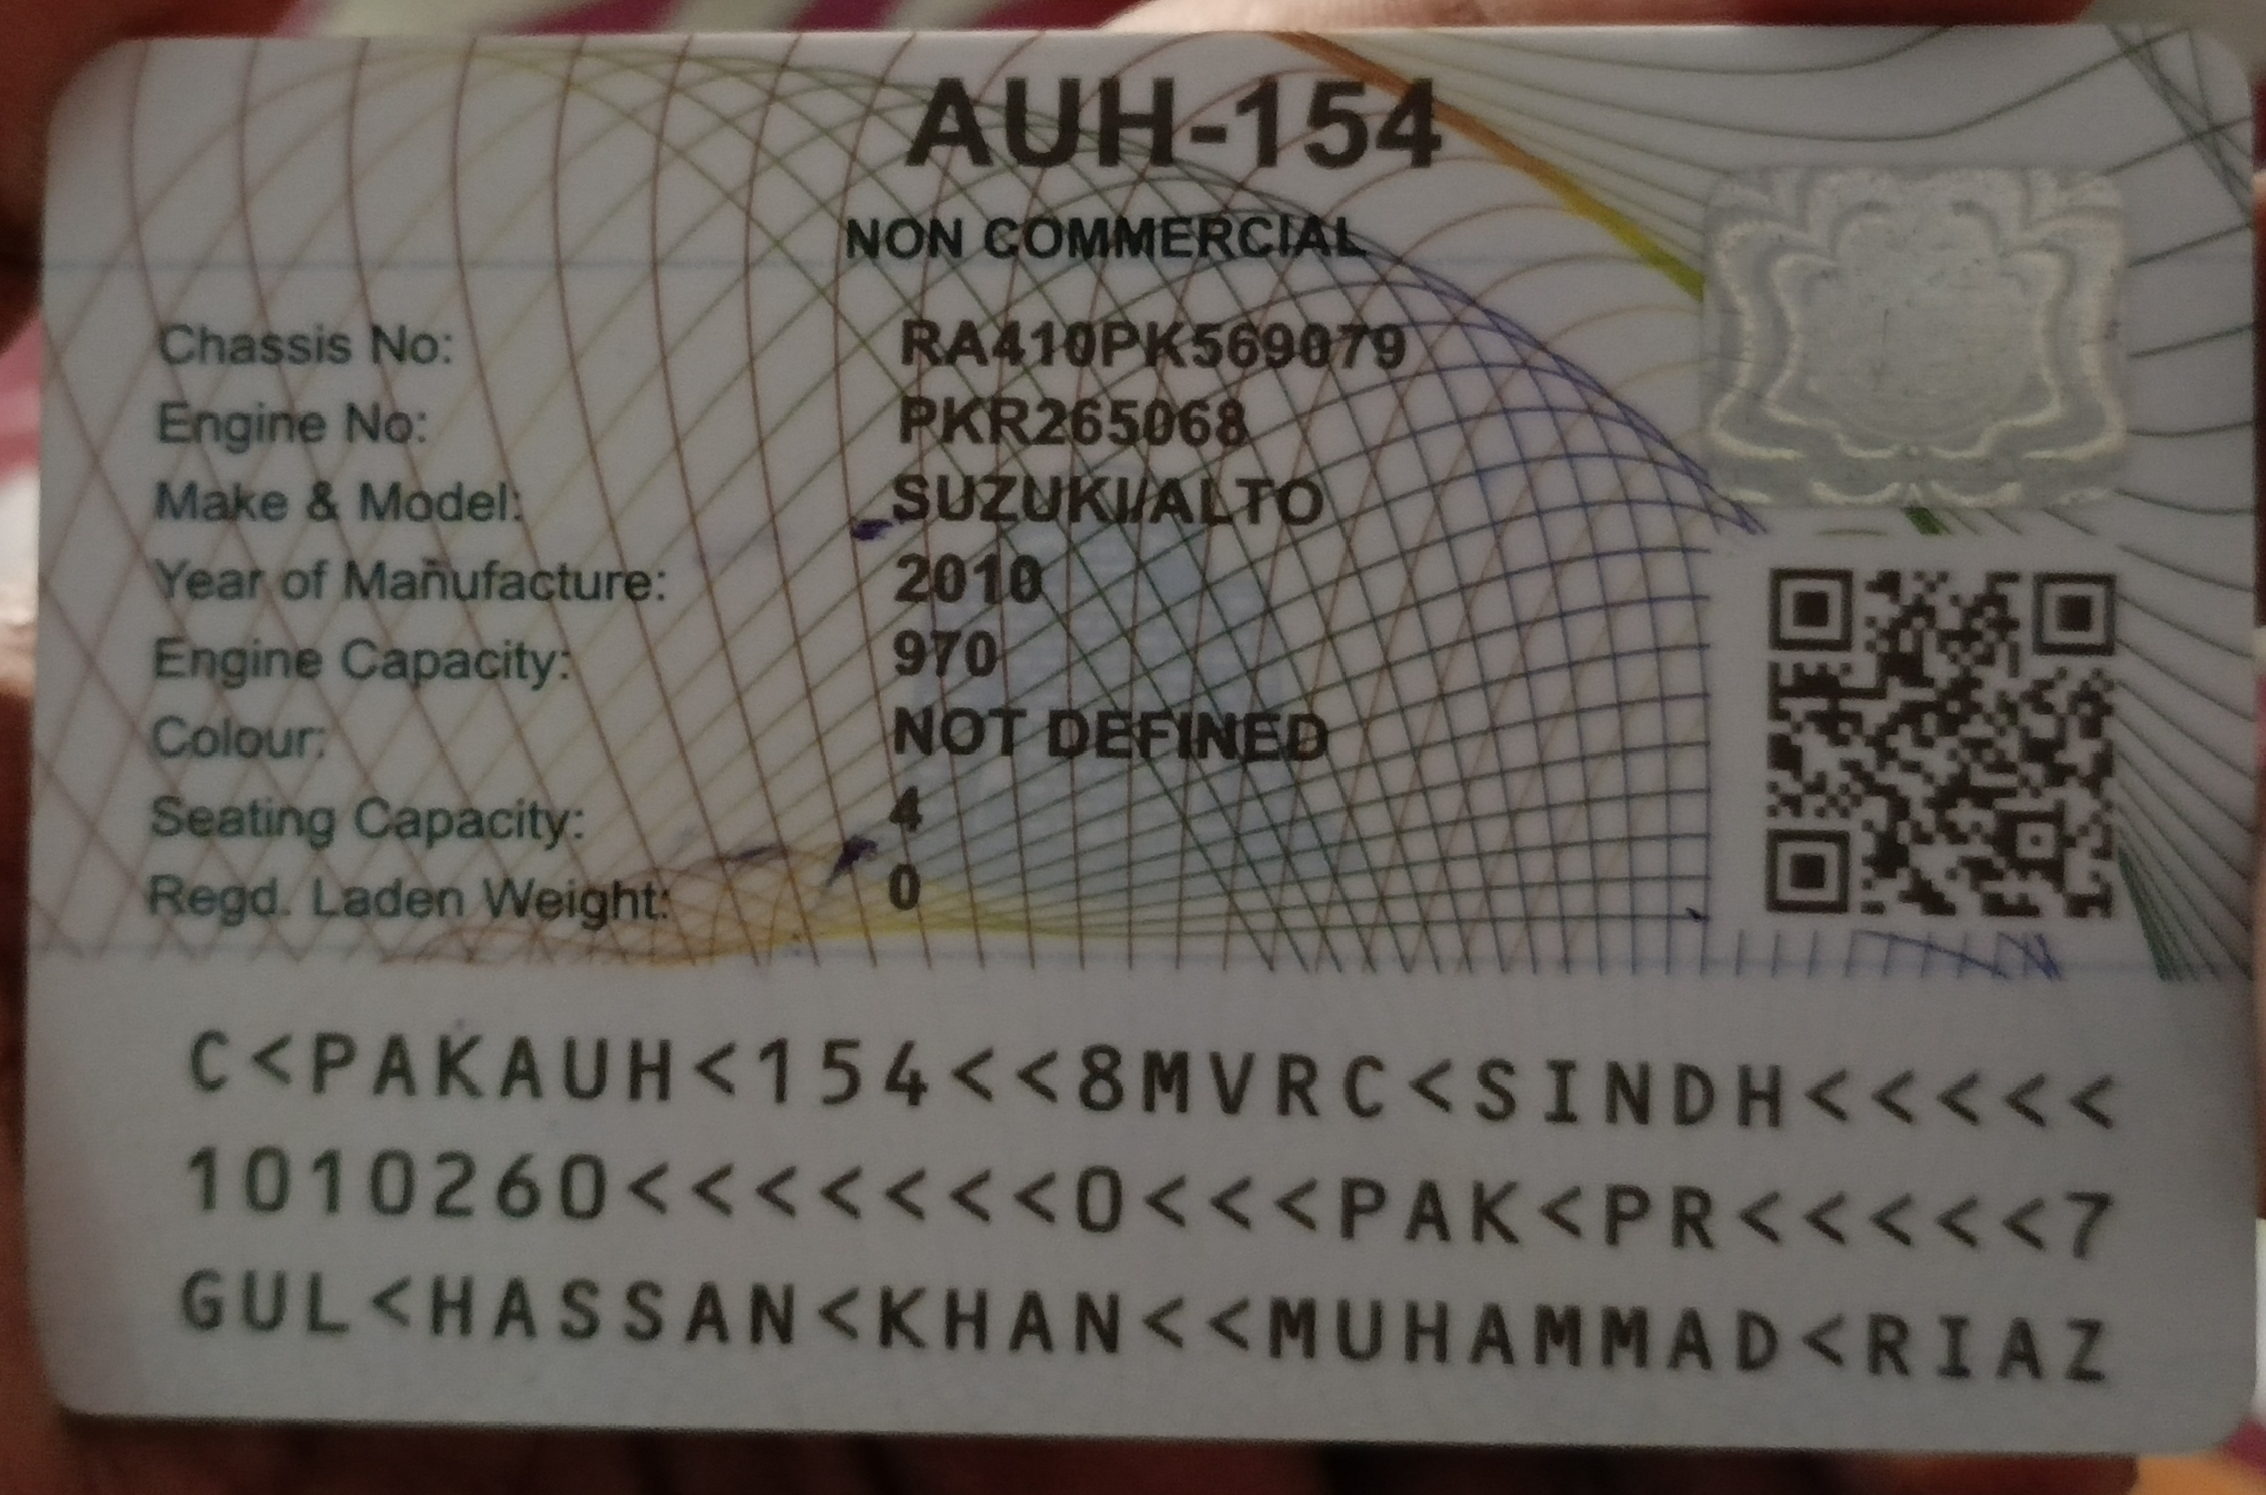 AUH-154
NON COMMERCIAL
Chassis No: RA410PK569079
Engine No: PKR265068
Make & Model: SUZUKI/ALTO
Year of Manufacture: 2010
Engine Capacity: 970
Colour: NOT DEFINED
Seating Capacity: 4
Regd. Laden Weight: 0
C<PAKAUH<154<<8MVRC<SINDH<<<<<
1010260<<<<<<<0<<<PAK<PR<<<<<7
GUL<HASSAN<KHAN<<MUHAMMAD<RIAZ